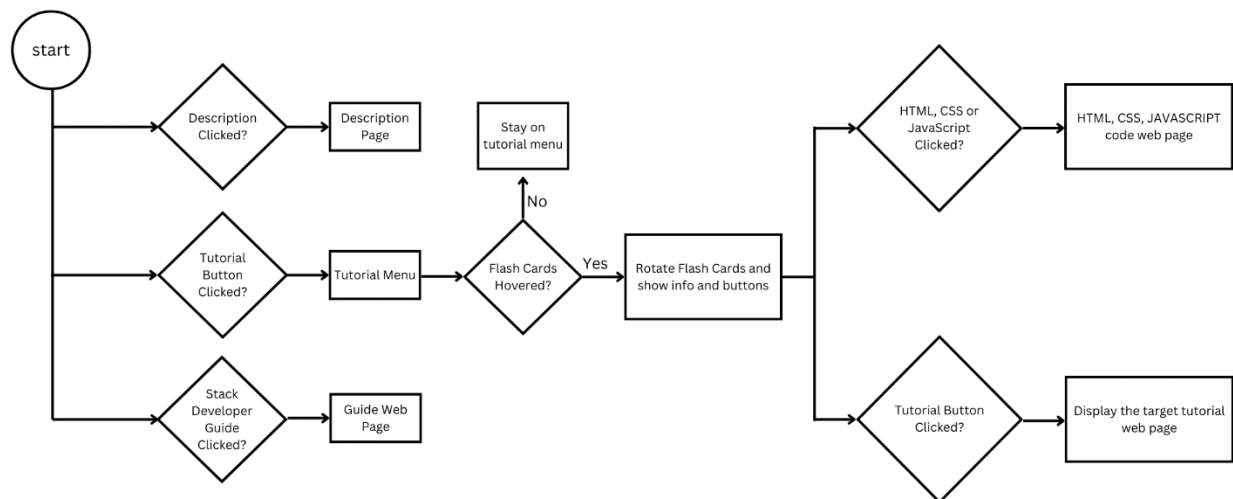 start
Description
Clicked?
Description
Page
Tutorial
Button
Clicked?
Tutorial Menu
Stack
Developer
Guide
Clicked?
Guide Web
Page
Stay on
tutorial menu
No
Flash Cards
Hovered?
Yes
Rotate Flash Cards and
show info and buttons
HTML, CSS or
JavaScript
Clicked?
HTML, CSS, JAVASCRIPT
code web page
Tutorial Button
Clicked?
Display the target tutorial
web page